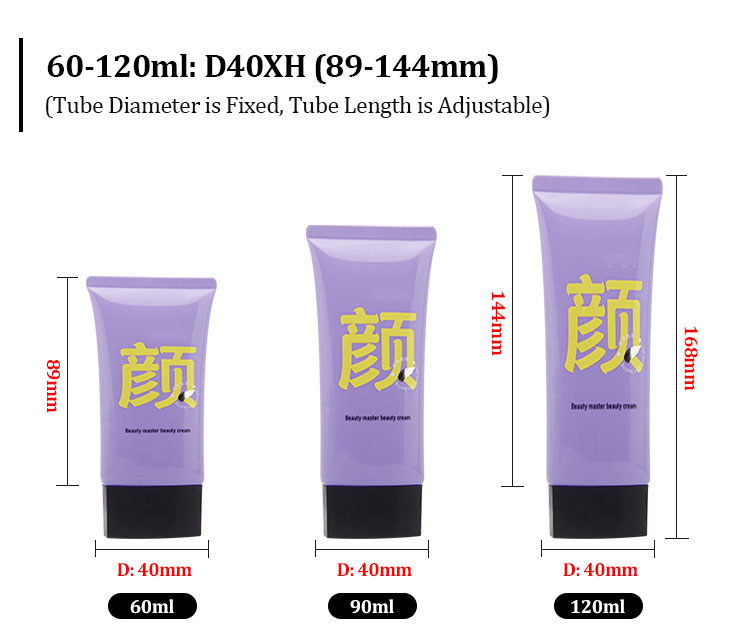 60-120ml: D40XH (89-144mm)
(Tube Diameter is Fixed, Tube Length is Adjustable)
89mm
颜
Beauty master beauty cream
D: 40mm
60ml
颜
Beauty master beauty cream
D: 40mm
90ml
144mm
168mm
颜
Beauty master beauty cream
D: 40mm
120ml